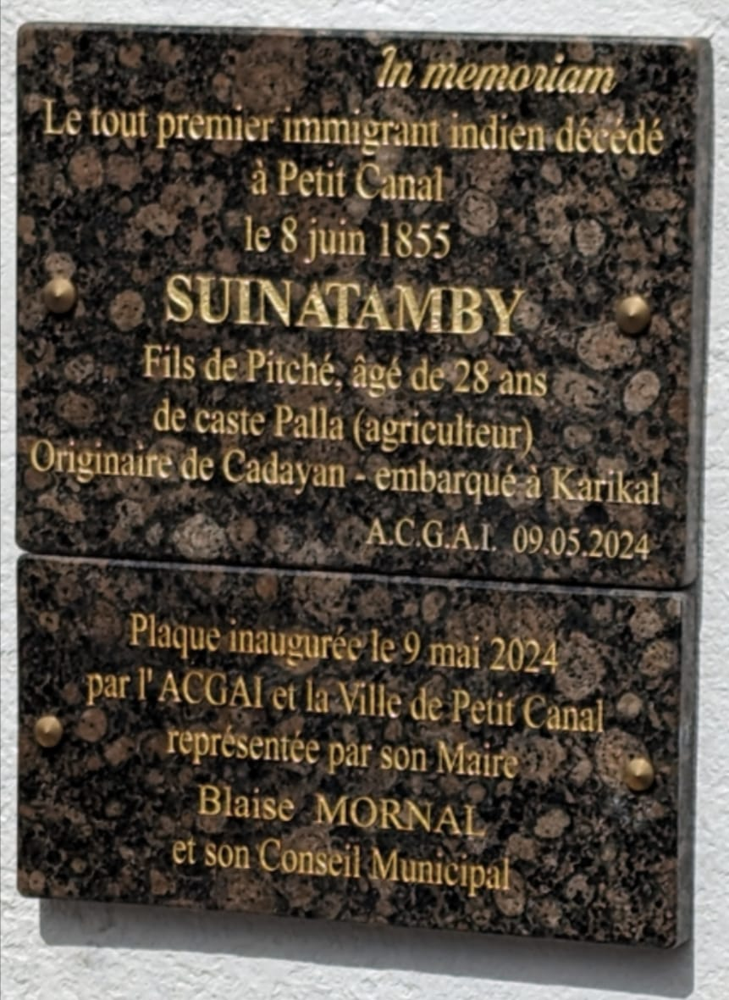 In memoriam
Le tout premier immigrant indien décédé
à Petit Canal
le 8 juin 1855
SUINATAMBY
Fils de Pitché, âgé de 28 ans
de caste Palla (agriculteur)
Originaire de Cadayan - embarqué à Karikal
A.C.G.A.I. 09.05.2024
Plaque inaugurée le 9 mai 2024
par l'ACGAI et la Ville de Petit Canal
représentée par son Maire
Blaise MORNAL
et son Conseil Municipal